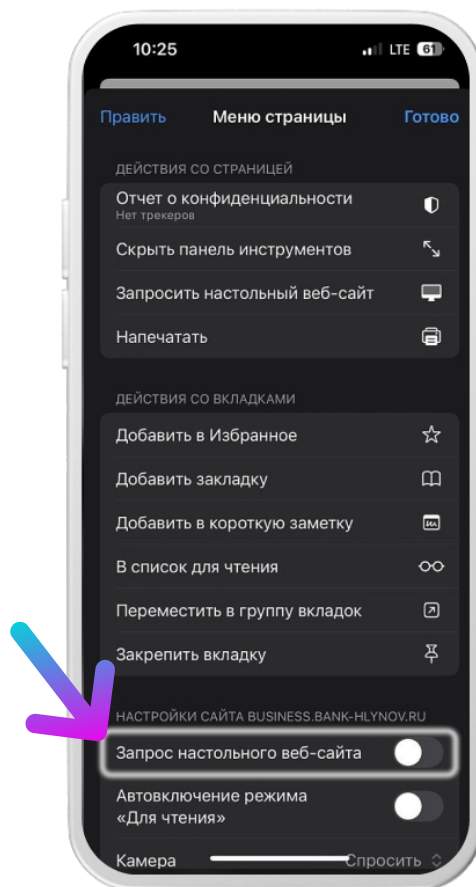 10:25
LTE 61
Править Меню страницы Готово
ДЕЙСТВИЯ СО СТРАНИЦЕЙ
Отчет о конфиденциальности
Нет трекеров
Скрыть панель инструментов
Запросить настольный веб-сайт
Напечатать
ДЕЙСТВИЯ СО ВКЛАДКАМИ
Добавить в Избранное
Добавить закладку
Добавить в короткую заметку
В список для чтения
Переместить в группу вкладок
Закрепить вкладку
НАСТРОЙКИ САЙТА BUSINESS.BANK-HLYNOV.RU
Запрос настольного веб-сайта
Автовключение режима
«Для чтения»
Камера Спросить